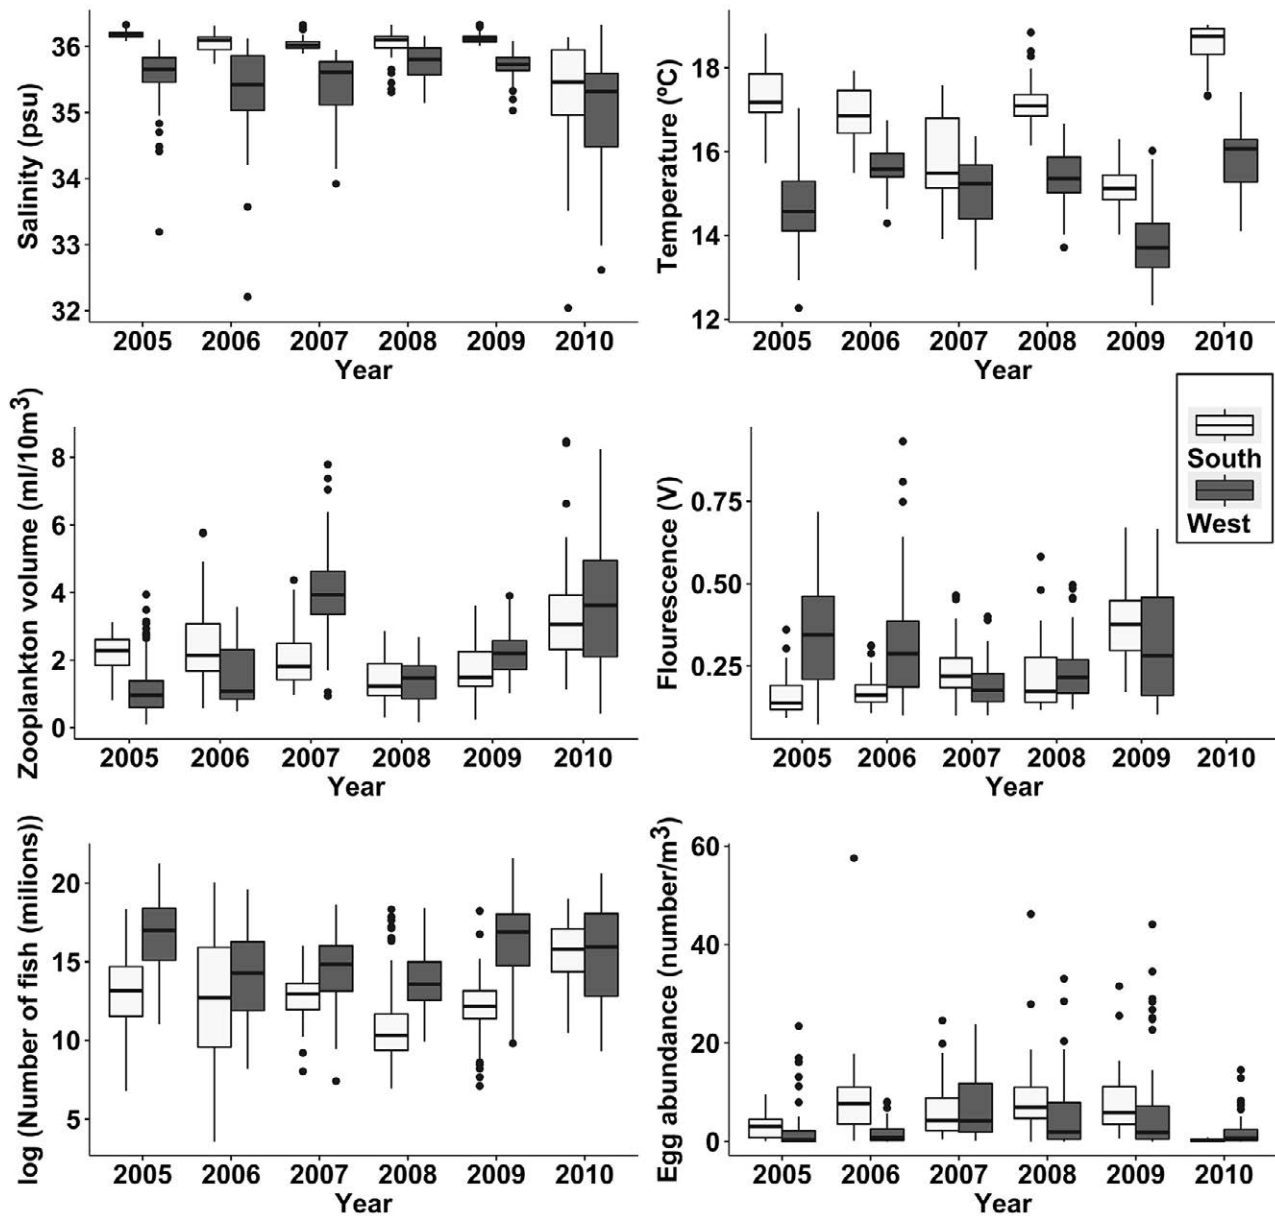 Salinity (psu)
36
35
34
33
32
2005 2006 2007 2008 2009 2010
Year
Temperature (ºC)
18
16
14
12
2005 2006 2007 2008 2009 2010
Year
Zooplankton volume (ml/10m³)
8
6
4
2
0
2005 2006 2007 2008 2009 2010
Year
Flourescence (V)
0.75
0.50
0.25
2005 2006 2007 2008 2009 2010
Year
South
West
log (Number of fish (milions))
20
15
10
5
2005 2006 2007 2008 2009 2010
Year
Egg abundance (number/m³)
60
40
20
0
2005 2006 2007 2008 2009 2010
Year